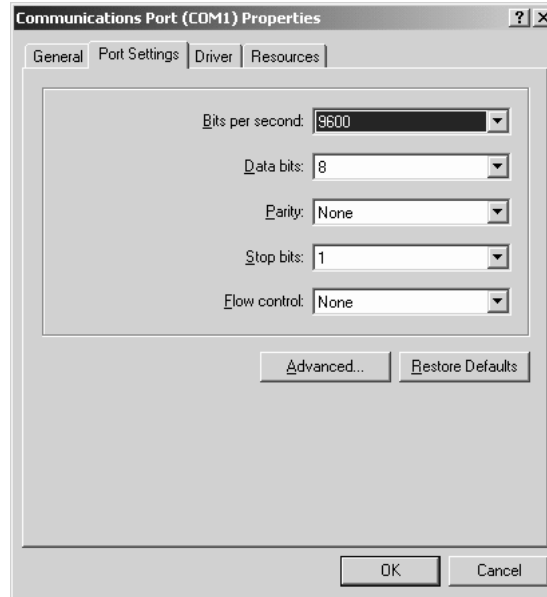 Communications Port (COM1) Properties
General Port Settings Driver Resources
Bits per second: 9600
Data bits: 8
Parity: None
Stop bits: 1
Flow control: None
Advanced... Restore Defaults
OK Cancel